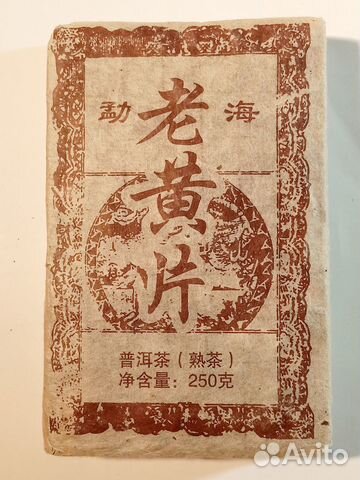 勐海
老黄片
普洱茶（熟茶）
净含量：250克
Avito